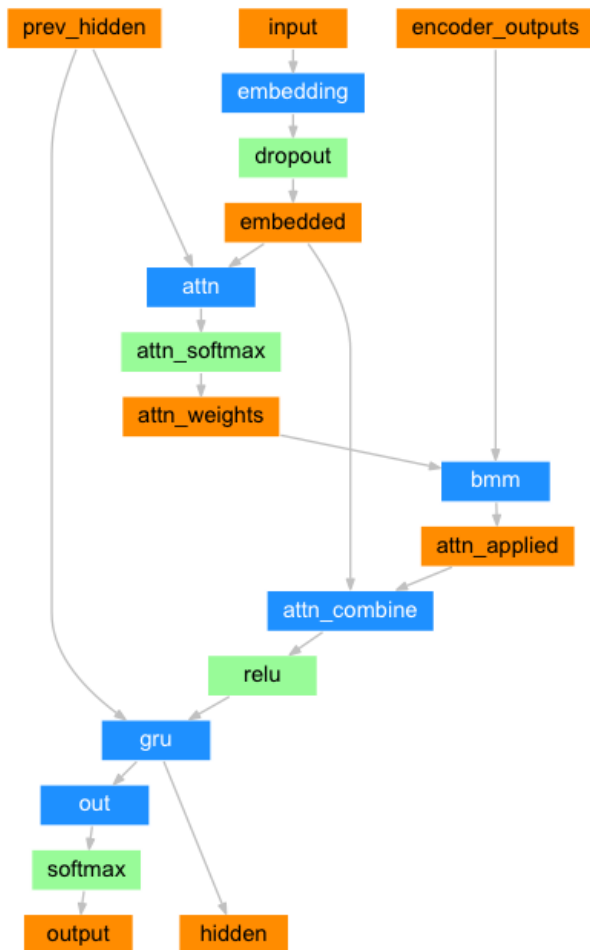 prev_hidden
input
encoder_outputs
embedding
dropout
embedded
attn
attn_softmax
attn_weights
bmm
attn_applied
attn_combine
relu
gru
out
softmax
output
hidden